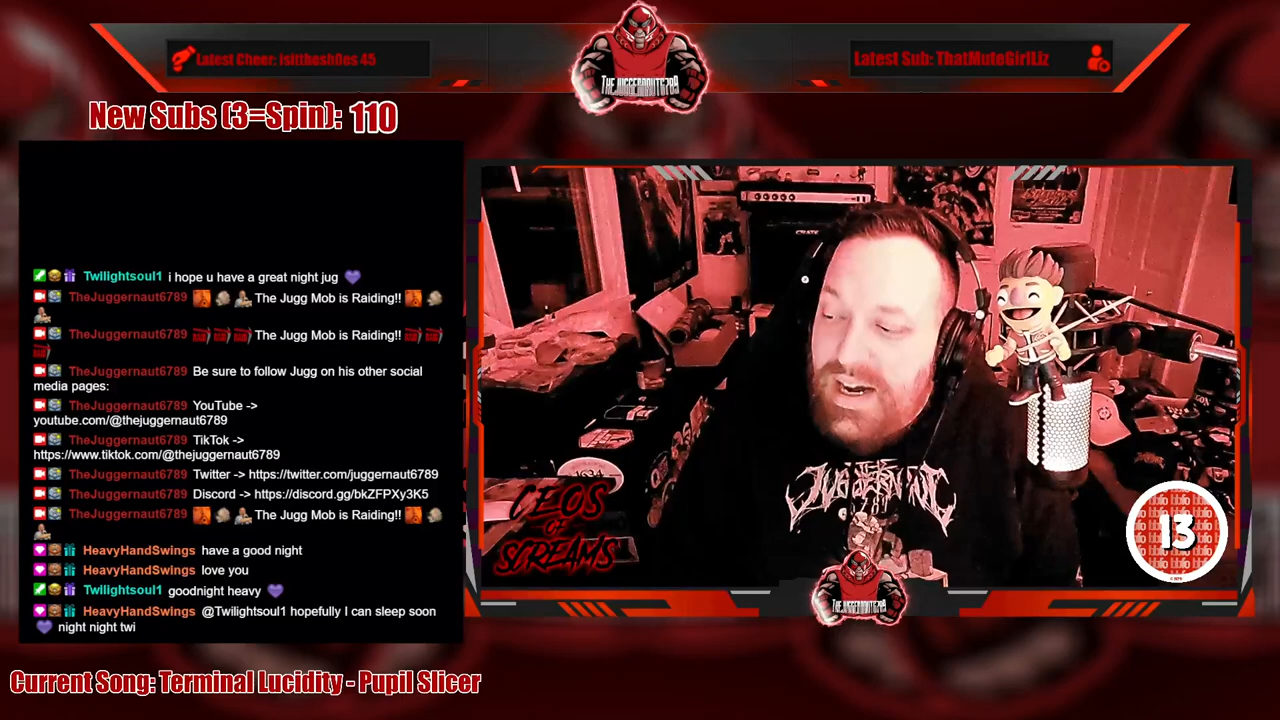 Latest Cheer: isitthesh0es 45
THEJUGGERNAUT6789
Latest Sub: ThatMuteGirlLiz
New Subs (3=Spin): 110
Twilightsoul1 i hope u have a great night jug
TheJuggernaut6789 The Jugg Mob is Raiding!!
TheJuggernaut6789 The Jugg Mob is Raiding!!
TheJuggernaut6789 Be sure to follow Jugg on his other social
media pages:
TheJuggernaut6789 YouTube ->
youtube.com/@thejuggernaut6789
TheJuggernaut6789 TikTok ->
https://www.tiktok.com/@thejuggernaut6789
TheJuggernaut6789 Twitter -> https://twitter.com/juggernaut6789
TheJuggernaut6789 Discord -> https://discord.gg/bkZFPXy3K5
TheJuggernaut6789 The Jugg Mob is Raiding!!
HeavyHandSwings have a good night
HeavyHandSwings love you
Twilightsoul1 goodnight heavy
HeavyHandSwings @Twilightsoul1 hopefully I can sleep soon
night night twi
CRATE
CEOS
OF
SCREAMS
13
THEJUGGERNAUT6789
Current Song: Terminal Lucidity - Pupil Slicer